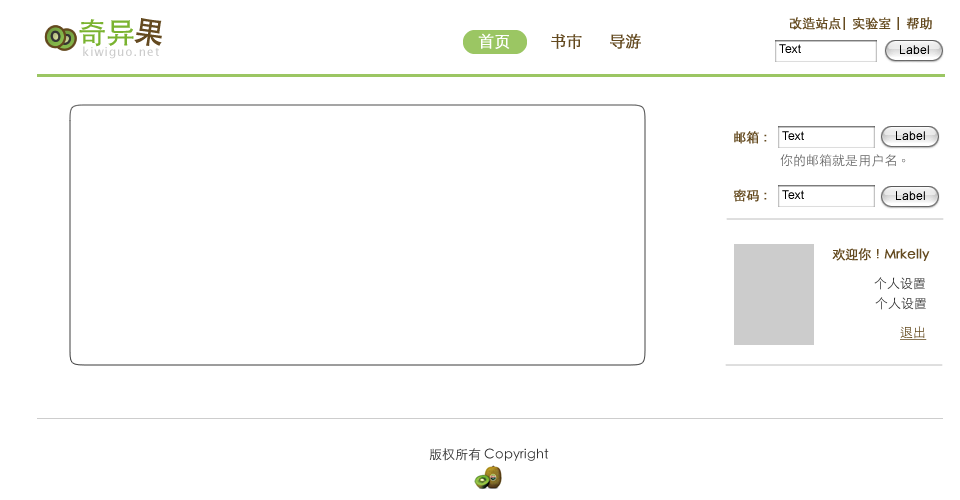 奇异果
kiwiguo.net
首页 书市 导游
改造站点| 实验室 | 帮助
Text Label
邮箱： Text Label
你的邮箱就是用户名。
密码： Text Label
欢迎你！Mrkelly
个人设置
个人设置
退出
版权所有 Copyright